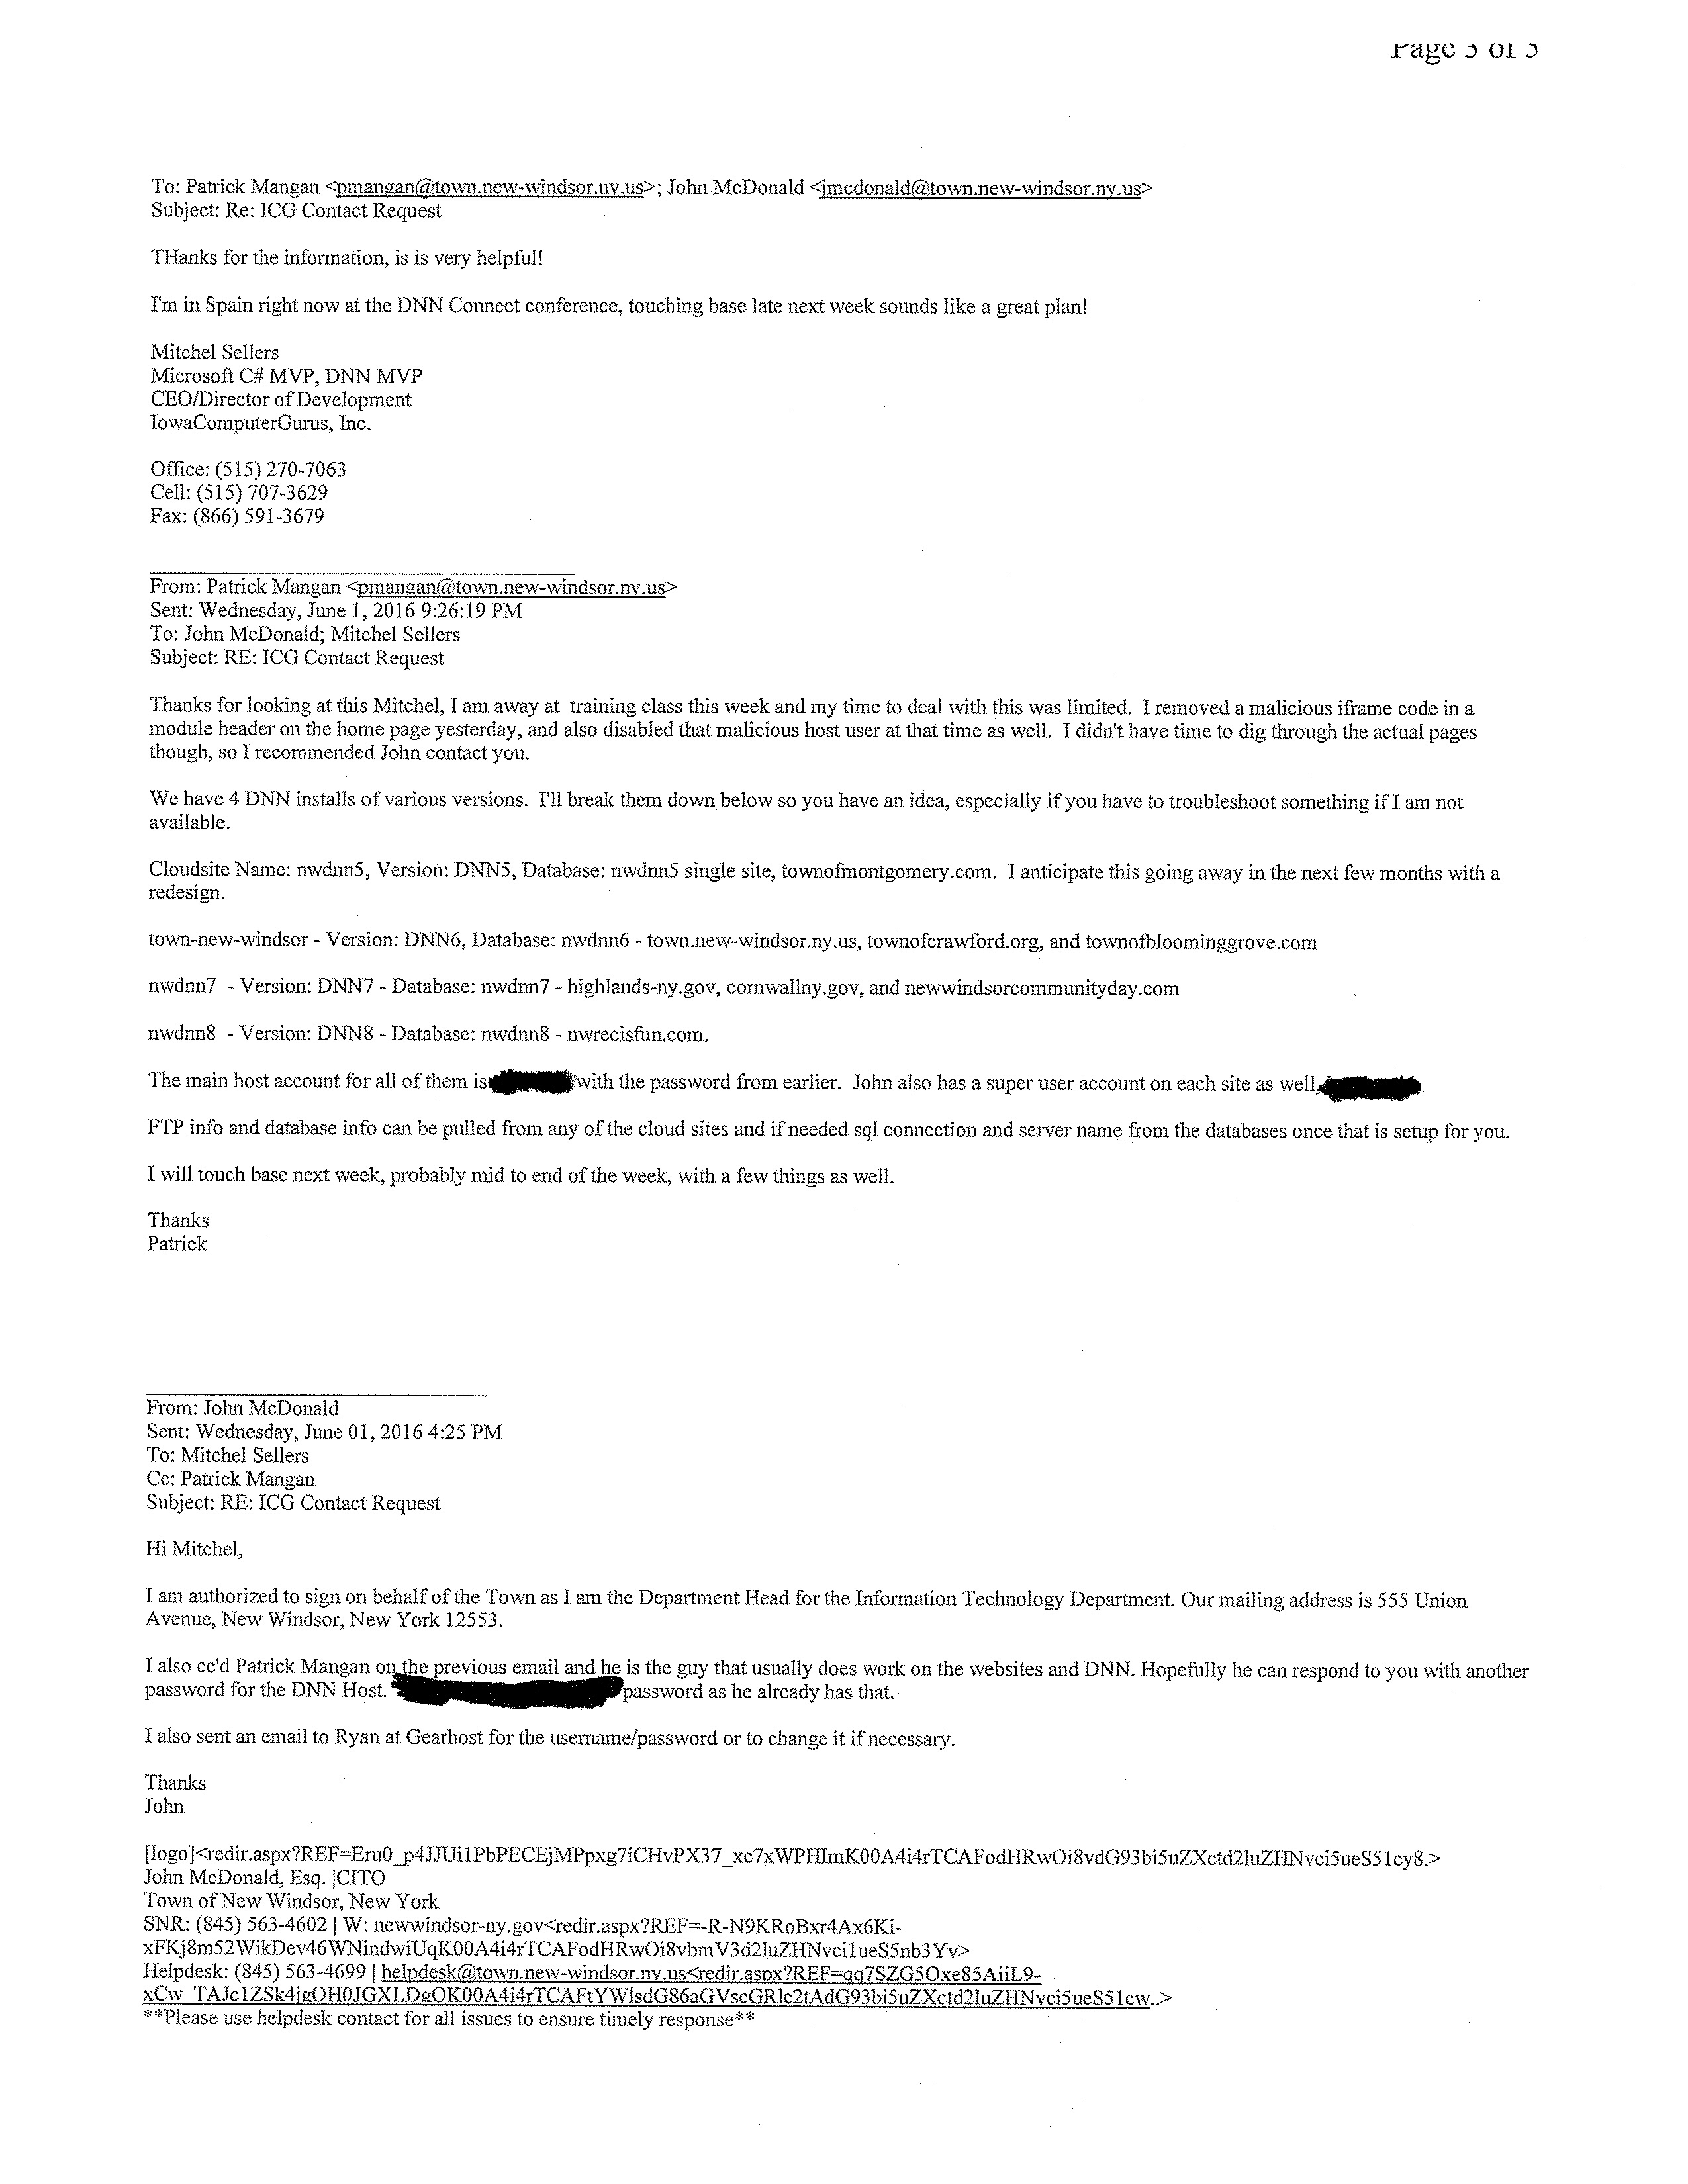 Page 3 of 5
To: Patrick Mangan <pmangan@town.new-windsor.ny.us>; John McDonald <jmcdonald@town.new-windsor.ny.us>
Subject: Re: ICG Contact Request
THanks for the information, is is very helpful!
I'm in Spain right now at the DNN Connect conference, touching base late next week sounds like a great plan!
Mitchel Sellers
Microsoft C# MVP, DNN MVP
CEO/Director of Development
IowaComputerGurus, Inc.
Office: (515) 270-7063
Cell: (515) 707-3629
Fax: (866) 591-3679
From: Patrick Mangan <pmangan@town.new-windsor.ny.us>
Sent: Wednesday, June 1, 2016 9:26:19 PM
To: John McDonald; Mitchel Sellers
Subject: RE: ICG Contact Request
Thanks for looking at this Mitchel, I am away at  training class this week and my time to deal with this was limited.  I removed a malicious iframe code in a
module header on the home page yesterday, and also disabled that malicious host user at that time as well.  I didn't have time to dig through the actual pages
though, so I recommended John contact you.
We have 4 DNN installs of various versions.  I'll break them down below so you have an idea, especially if you have to troubleshoot something if I am not
available.
Cloudsite Name: nwdnn5, Version: DNN5, Database: nwdnn5 single site, townofmontgomery.com.  I anticipate this going away in the next few months with a
redesign.
town-new-windsor - Version: DNN6, Database: nwdnn6 - town.new-windsor.ny.us, townofcrawford.org, and townofbloominggrove.com
nwdnn7  - Version: DNN7 - Database: nwdnn7 - highlands-ny.gov, cornwallny.gov, and newwindsorcommunityday.com
nwdnn8  - Version: DNN8 - Database: nwdnn8 - nwrecisfun.com.
The main host account for all of them is with the password from earlier.  John also has a super user account on each site as well,
FTP info and database info can be pulled from any of the cloud sites and if needed sql connection and server name from the databases once that is setup for you.
I will touch base next week, probably mid to end of the week, with a few things as well.
Thanks
Patrick
From: John McDonald
Sent: Wednesday, June 01, 2016 4:25 PM
To: Mitchel Sellers
Cc: Patrick Mangan
Subject: RE: ICG Contact Request
Hi Mitchel,
I am authorized to sign on behalf of the Town as I am the Department Head for the Information Technology Department. Our mailing address is 555 Union
Avenue, New Windsor, New York 12553.
I also cc'd Patrick Mangan on the previous email and he is the guy that usually does work on the websites and DNN. Hopefully he can respond to you with another
password for the DNN Host. password as he already has that.
I also sent an email to Ryan at Gearhost for the username/password or to change it if necessary.
Thanks
John
[logo]<redir.aspx?REF=Eru0_p4JJUi1PbPECEjMPpxg7iCHvPX37_xc7xWPHImK00A4i4rTCAFodHRwOi8vdG93bi5uZXctd2luZHNvci5ueS51cy8.>
John McDonald, Esq. |CITO
Town of New Windsor, New York
SNR: (845) 563-4602 | W: newwindsor-ny.gov<redir.aspx?REF=-R-N9KRoBxr4Ax6Ki-
xFKj8m52WikDev46WNindwiUqK00A4i4rTCAFodHRwOi8vbmV3d2luZHNvci1ueS5nb3Yv>
Helpdesk: (845) 563-4699 | helpdesk@town.new-windsor.ny.us<redir.aspx?REF=qq7SZG5Oxe85AiiL9-
xCw_TAJc1ZSk4jgOH0JGXLDgOK00A4i4rTCAFtYWlsdG86aGVscGRlc2tAdG93bi5uZXctd2luZHNvci5ueS51cw..>
**Please use helpdesk contact for all issues to ensure timely response**